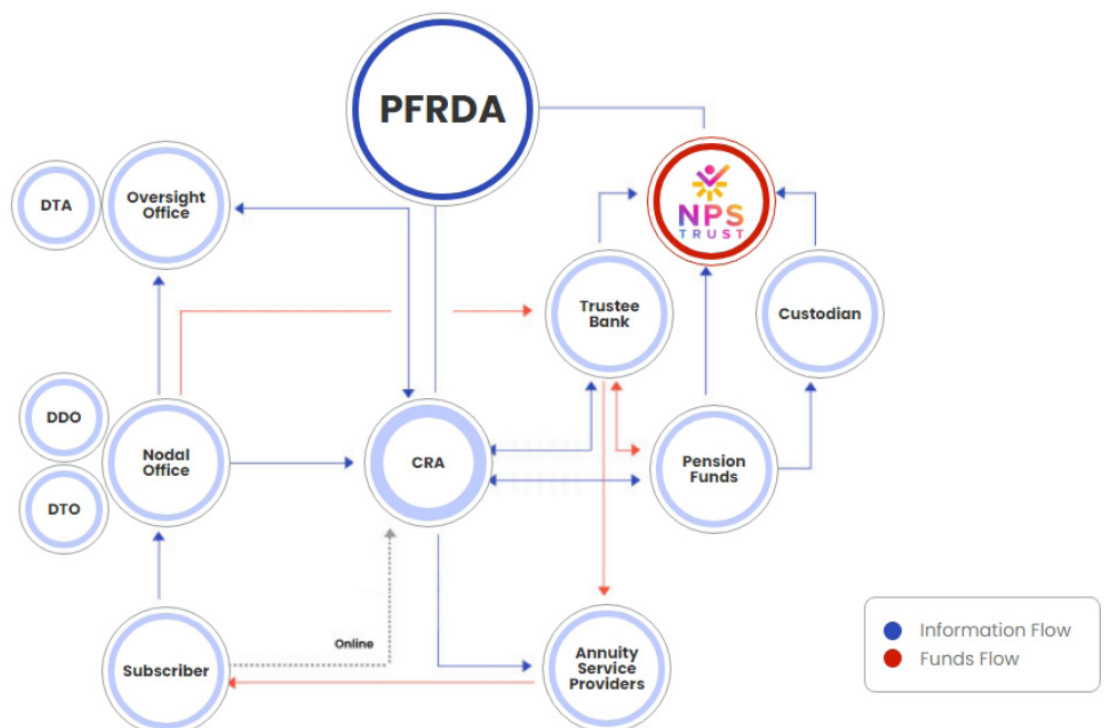 PFRDA
DTA
Oversight
Office
NPS
TRUST
Trustee
Bank
Custodian
DDO
Nodal
Office
DTO
CRA
Pension
Funds
Online
Subscriber
Annuity
Service
Providers
Information Flow
Funds Flow